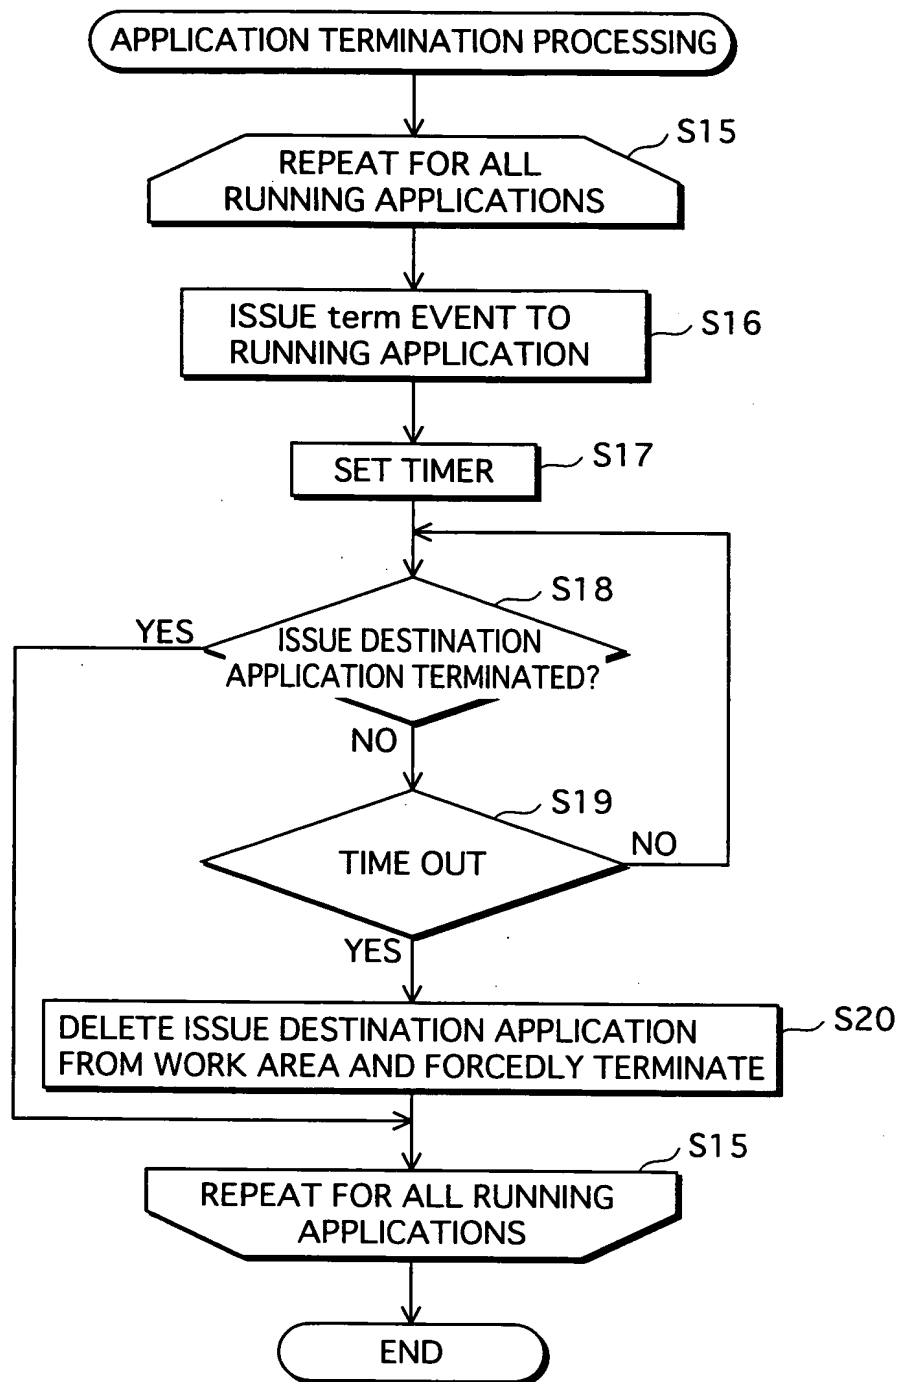 APPLICATION TERMINATION PROCESSING
S15
REPEAT FOR ALL
RUNNING APPLICATIONS
ISSUE term EVENT TO
RUNNING APPLICATION
S16
SET TIMER
S17
S18
YES
ISSUE DESTINATION
APPLICATION TERMINATED?
NO
S19
TIME OUT
NO
YES
DELETE ISSUE DESTINATION APPLICATION
FROM WORK AREA AND FORCEDLY TERMINATE
S20
S15
REPEAT FOR ALL RUNNING
APPLICATIONS
END